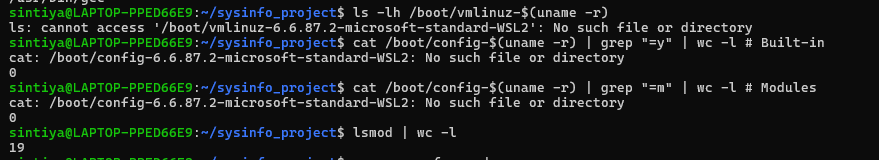 sintiya@LAPTOP-PPED66E9:~/sysinfo_project$ ls -lh /boot/vmlinuz-$(uname -r)
ls: cannot access '/boot/vmlinuz-6.6.87.2-microsoft-standard-WSL2': No such file or directory
sintiya@LAPTOP-PPED66E9:~/sysinfo_project$ cat /boot/config-$(uname -r) | grep "=y" | wc -l # Built-in
cat: /boot/config-6.6.87.2-microsoft-standard-WSL2: No such file or directory
0
sintiya@LAPTOP-PPED66E9:~/sysinfo_project$ cat /boot/config-$(uname -r) | grep "=m" | wc -l # Modules
cat: /boot/config-6.6.87.2-microsoft-standard-WSL2: No such file or directory
0
sintiya@LAPTOP-PPED66E9:~/sysinfo_project$ lsmod | wc -l
19